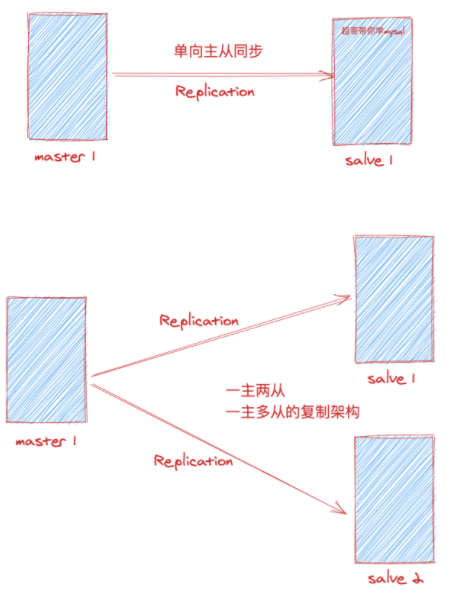 单向主从同步
超哥带你学mysql
Replication
master 1
salve 1
Replication
salve 1
一主两从
一主多从的复制架构
master 1
Replication
salve 2